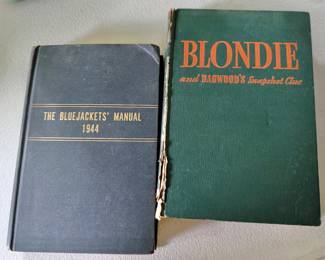 THE BLUEJACKETS' MANUAL
1944
BLONDIE
and DAGWOOD'S Snapshot Clue